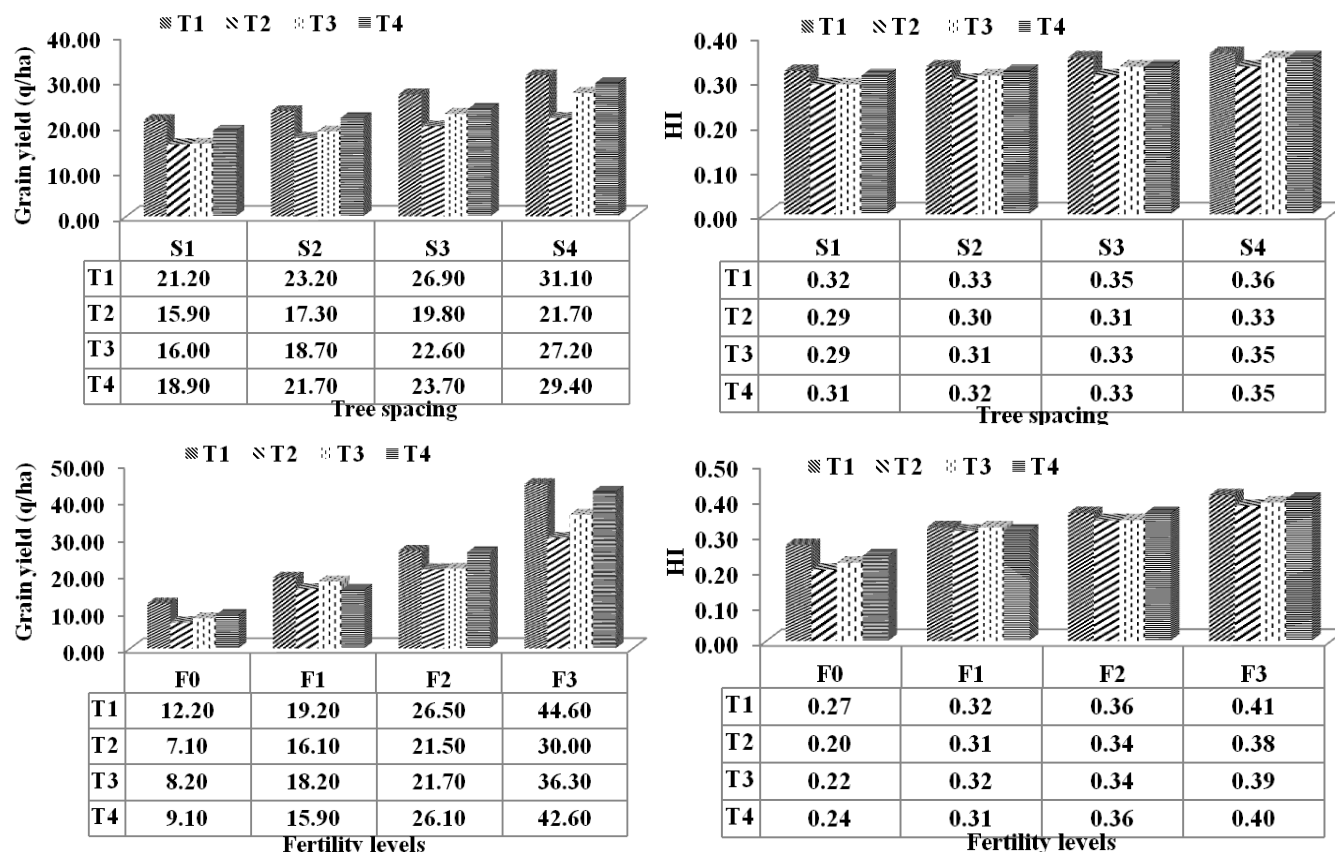 T1 T2 T3 T4
Grain yield (q/ha)
40.00
30.00
20.00
10.00
0.00
S1 S2 S3 S4
T1 21.20 23.20 26.90 31.10
T2 15.90 17.30 19.80 21.70
T3 16.00 18.70 22.60 27.20
T4 18.90 21.70 23.70 29.40
Tree spacing
T1 T2 T3 T4
HI
0.40
0.30
0.20
0.10
0.00
S1 S2 S3 S4
T1 0.32 0.33 0.35 0.36
T2 0.29 0.30 0.31 0.33
T3 0.29 0.31 0.33 0.35
T4 0.31 0.32 0.33 0.35
Tree spacing
T1 T2 T3 T4
Grain yield (q/ha)
50.00
40.00
30.00
20.00
10.00
0.00
F0 F1 F2 F3
T1 12.20 19.20 26.50 44.60
T2 7.10 16.10 21.50 30.00
T3 8.20 18.20 21.70 36.30
T4 9.10 15.90 26.10 42.60
Fertility levels
T1 T2 T3 T4
HI
0.50
0.40
0.30
0.20
0.10
0.00
F0 F1 F2 F3
T1 0.27 0.32 0.36 0.41
T2 0.20 0.31 0.34 0.38
T3 0.22 0.32 0.34 0.39
T4 0.24 0.31 0.36 0.40
Fertility levels